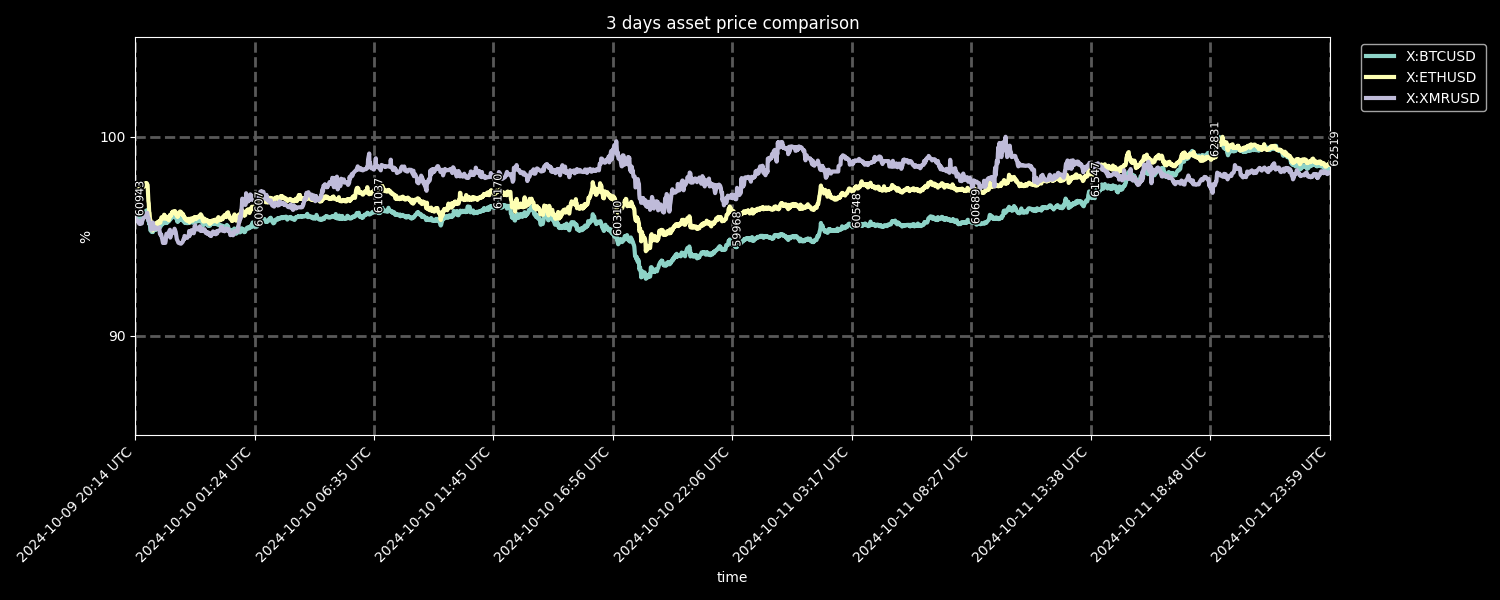 3 days asset price comparison
X:BTCUSD
X:ETHUSD
X:XMRUSD
100
90
%
60943
60607
61037
61170
60310
59968
60548
60689
61547
62831
62519
2024-10-09 20:14 UTC
2024-10-10 01:24 UTC
2024-10-10 06:35 UTC
2024-10-10 11:45 UTC
2024-10-10 16:56 UTC
2024-10-10 22:06 UTC
2024-10-11 03:17 UTC
2024-10-11 08:27 UTC
2024-10-11 13:38 UTC
2024-10-11 18:48 UTC
2024-10-11 23:59 UTC
time